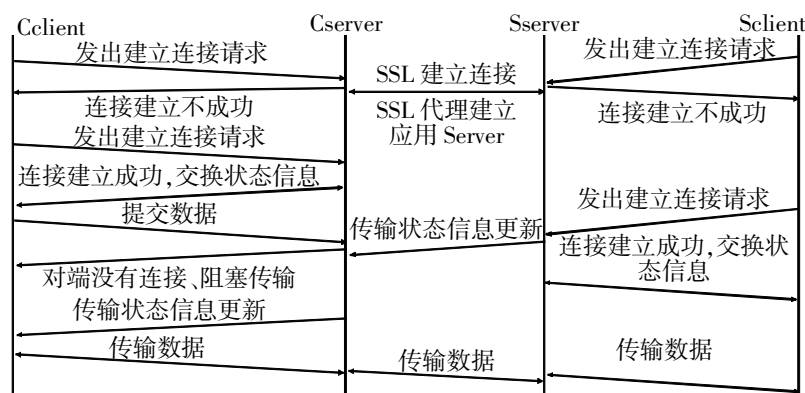 Cclient
Cserver
Sserver
Sclient
发出建立连接请求
发出建立连接请求
SSL 建立连接
连接建立不成功
SSL 代理建立
应用 Server
连接建立不成功
发出建立连接请求
连接建立成功,交换状态信息
发出建立连接请求
提交数据
传输状态信息更新
连接建立成功,交换状
态信息
对端没有连接、阻塞传输
传输状态信息更新
传输数据
传输数据
传输数据